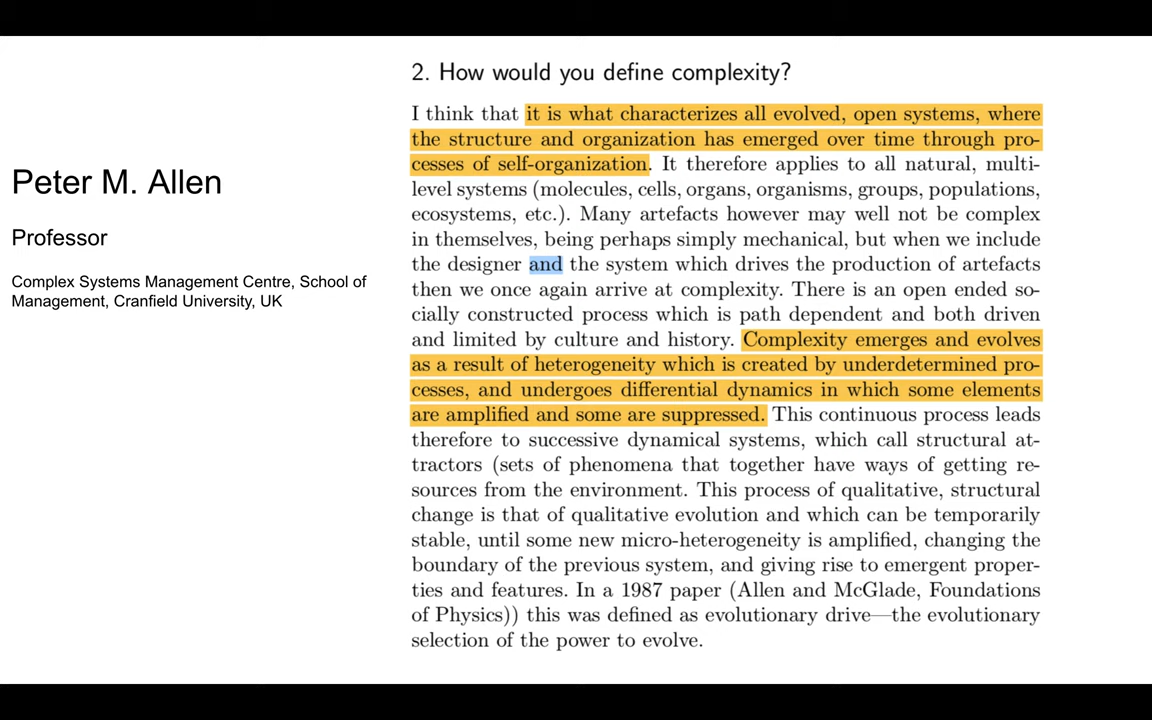 Peter M. Allen
Professor
Complex Systems Management Centre, School of
Management, Cranfield University, UK
2. How would you define complexity?
I think that it is what characterizes all evolved, open systems, where
the structure and organization has emerged over time through pro-
cesses of self-organization. It therefore applies to all natural, multi-
level systems (molecules, cells, organs, organisms, groups, populations,
ecosystems, etc.). Many artefacts however may well not be complex
in themselves, being perhaps simply mechanical, but when we include
the designer and the system which drives the production of artefacts
then we once again arrive at complexity. There is an open ended so-
cially constructed process which is path dependent and both driven
and limited by culture and history. Complexity emerges and evolves
as a result of heterogeneity which is created by underdetermined pro-
cesses, and undergoes differential dynamics in which some elements
are amplified and some are suppressed. This continuous process leads
therefore to successive dynamical systems, which call structural at-
tractors (sets of phenomena that together have ways of getting re-
sources from the environment. This process of qualitative, structural
change is that of qualitative evolution and which can be temporarily
stable, until some new micro-heterogeneity is amplified, changing the
boundary of the previous system, and giving rise to emergent proper-
ties and features. In a 1987 paper (Allen and McGlade, Foundations
of Physics)) this was defined as evolutionary drive—the evolutionary
selection of the power to evolve.